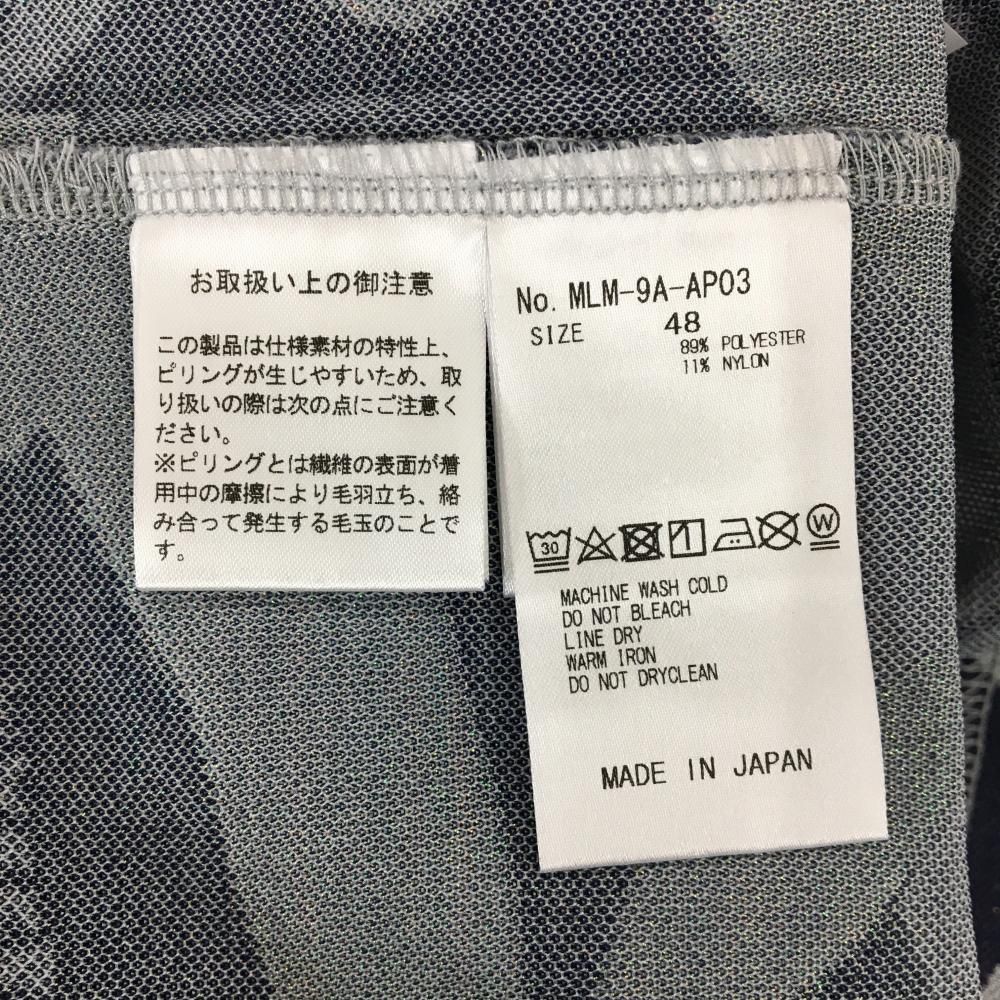 お取扱い上の御注意
この製品は仕様素材の特性上、
ピリングが生じやすいため、取
り扱いの際は次の点にご注意く
ださい。
※ピリングとは繊維の表面が着
用中の摩擦により毛羽立ち、絡
み合って発生する毛玉のことで
す。
No. MLM-9A-AP03
SIZE 48
89% POLYESTER
11% NYLON
30
W
MACHINE WASH COLD
DO NOT BLEACH
LINE DRY
WARM IRON
DO NOT DRYCLEAN
MADE IN JAPAN